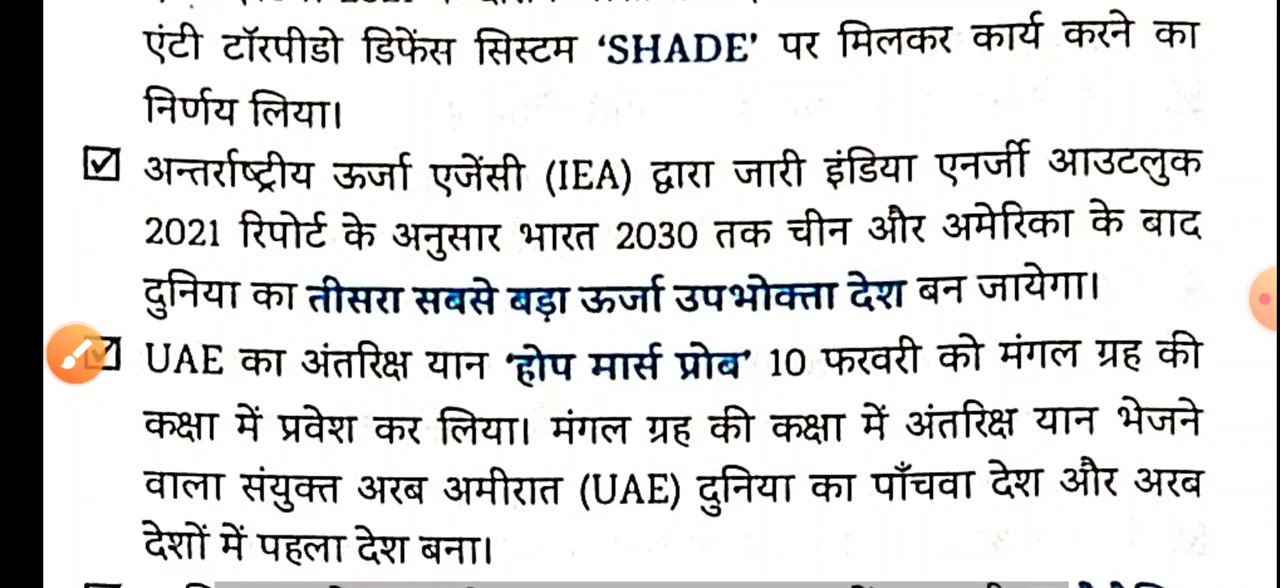 एंटी टॉरपीडो डिफेंस सिस्टम ‘SHADE’ पर मिलकर कार्य करने का
निर्णय लिया।
अन्तर्राष्ट्रीय ऊर्जा एजेंसी (IEA) द्वारा जारी इंडिया एनर्जी आउटलुक
2021 रिपोर्ट के अनुसार भारत 2030 तक चीन और अमेरिका के बाद
दुनिया का तीसरा सबसे बड़ा ऊर्जा उपभोक्ता देश बन जायेगा।
UAE का अंतरिक्ष यान ‘होप मार्स प्रोब’ 10 फरवरी को मंगल ग्रह की
कक्षा में प्रवेश कर लिया। मंगल ग्रह की कक्षा में अंतरिक्ष यान भेजने
वाला संयुक्त अरब अमीरात (UAE) दुनिया का पाँचवा देश और अरब
देशों में पहला देश बना।